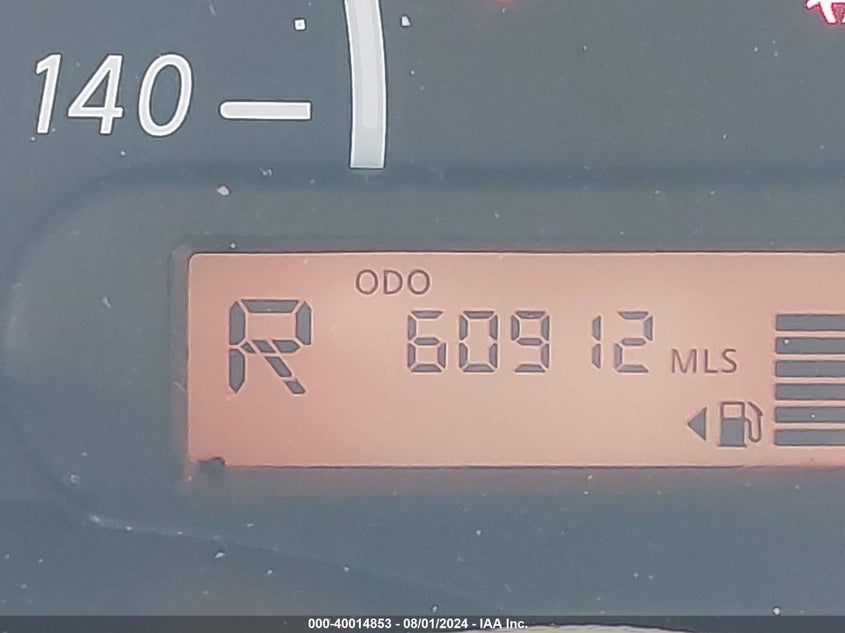 140
ODO
R 60912 MLS
000-40014853 - 08/01/2024 - IAA Inc.